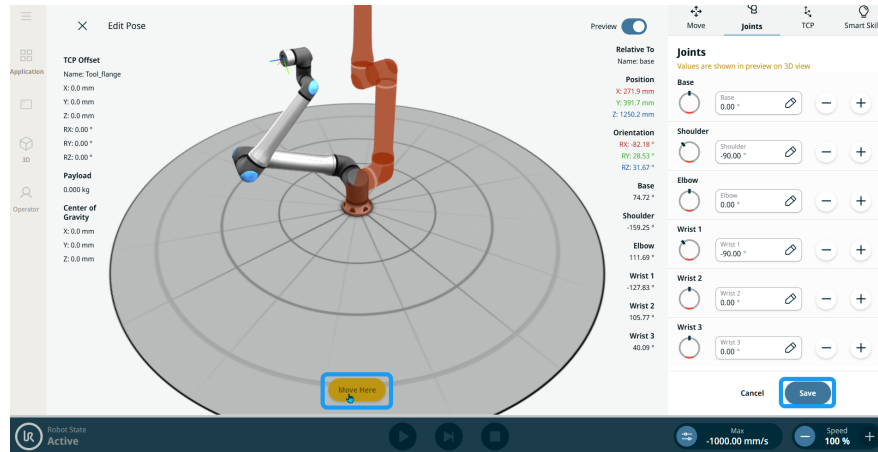 Edit Pose
Preview
Move
Joints
TCP
Smart Skil
Application
3D
Operator
TCP Offset
Name: Tool_flange
X: 0.0 mm
Y: 0.0 mm
Z: 0.0 mm
RX: 0.00 °
RY: 0.00 °
RZ: 0.00 °
Payload
0.000 kg
Center of
Gravity
X: 0.0 mm
Y: 0.0 mm
Z: 0.0 mm
Relative To
Name: base
Position
X: 271.9 mm
Y: 391.7 mm
Z: 1250.2 mm
Orientation
RX: -82.18 °
RY: 28.53 °
RZ: 31.67 °
Base
74.72 °
Shoulder
-159.25 °
Elbow
111.69 °
Wrist 1
-127.83 °
Wrist 2
105.77 °
Wrist 3
40.09 °
Move Here
Joints
Values are shown in preview on 3D view
Base
Base
0.00 °
Shoulder
Shoulder
-90.00 °
Elbow
Elbow
0.00 °
Wrist 1
Wrist 1
-90.00 °
Wrist 2
Wrist 2
0.00 °
Wrist 3
Wrist 3
0.00 °
Cancel
Save
UR
Robot State
Active
Max
-1000.00 mm/s
Speed
100 %